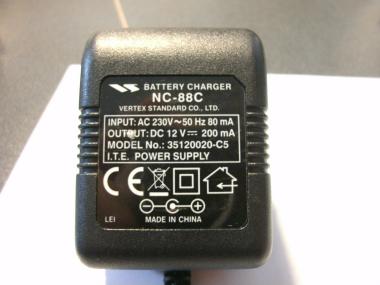 BATTERY CHARGER
NC-88C
VERTEX STANDARD CO., LTD.
INPUT: AC 230V~50 Hz 80 mA
OUTPUT: DC 12 V⎓ 200 mA
MODEL No.: 35120020-C5
I.T.E. POWER SUPPLY
CE
LEI
MADE IN CHINA